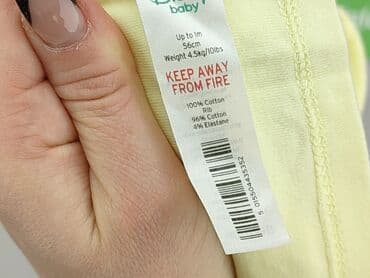 baby
Up to 1m
56cm
Weight 4.5kg/10lbs
KEEP AWAY
FROM FIRE
100% Cotton
Rib
96% Cotton
4% Elastane